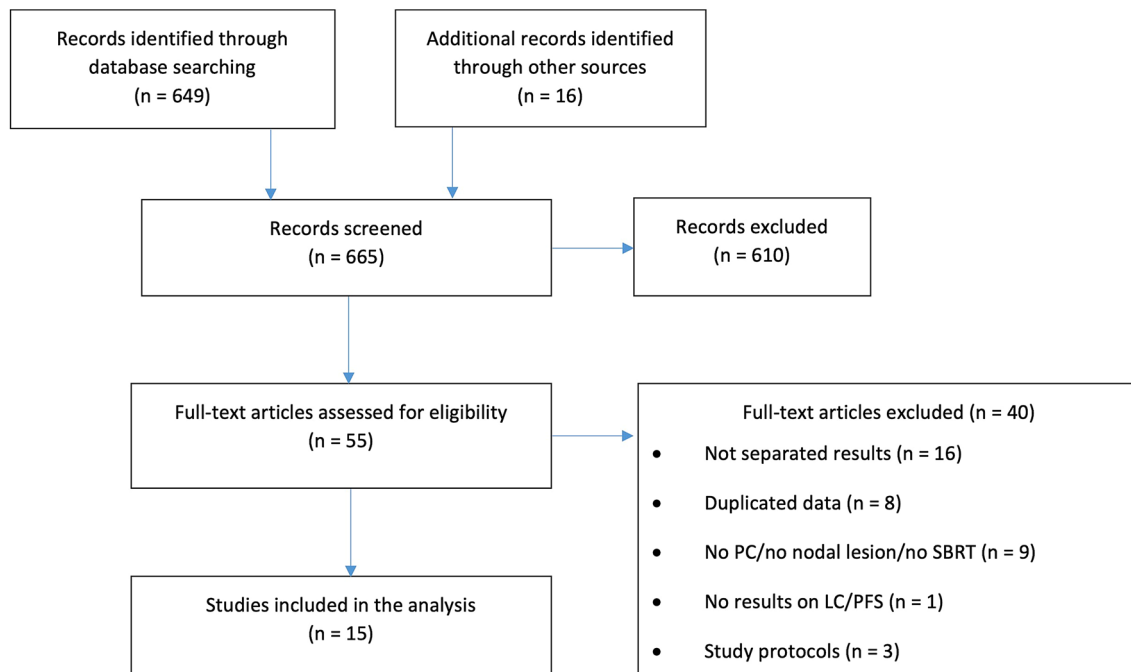 Records identified through
database searching
(n = 649)
Additional records identified
through other sources
(n = 16)
Records screened
(n = 665)
Records excluded
(n = 610)
Full-text articles assessed for eligibility
(n = 55)
Full-text articles excluded (n = 40)
• Not separated results (n = 16)
• Duplicated data (n = 8)
• No PC/no nodal lesion/no SBRT (n = 9)
• No results on LC/PFS (n = 1)
• Study protocols (n = 3)
Studies included in the analysis
(n = 15)